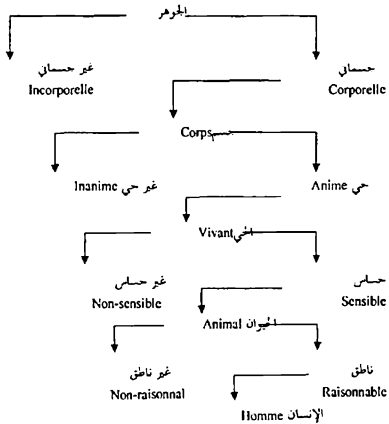 الجوهر
جسماني غير جسماني
Incorporelle Corporelle
Corps جسم
حي غير حي
Inanime Anime
Vivant الحي
حساس غير حساس
Non-sensible Sensible
Animal الحيوان
ناطق غير ناطق
Non-raisonnal Raisonnable
Homme الإنسان